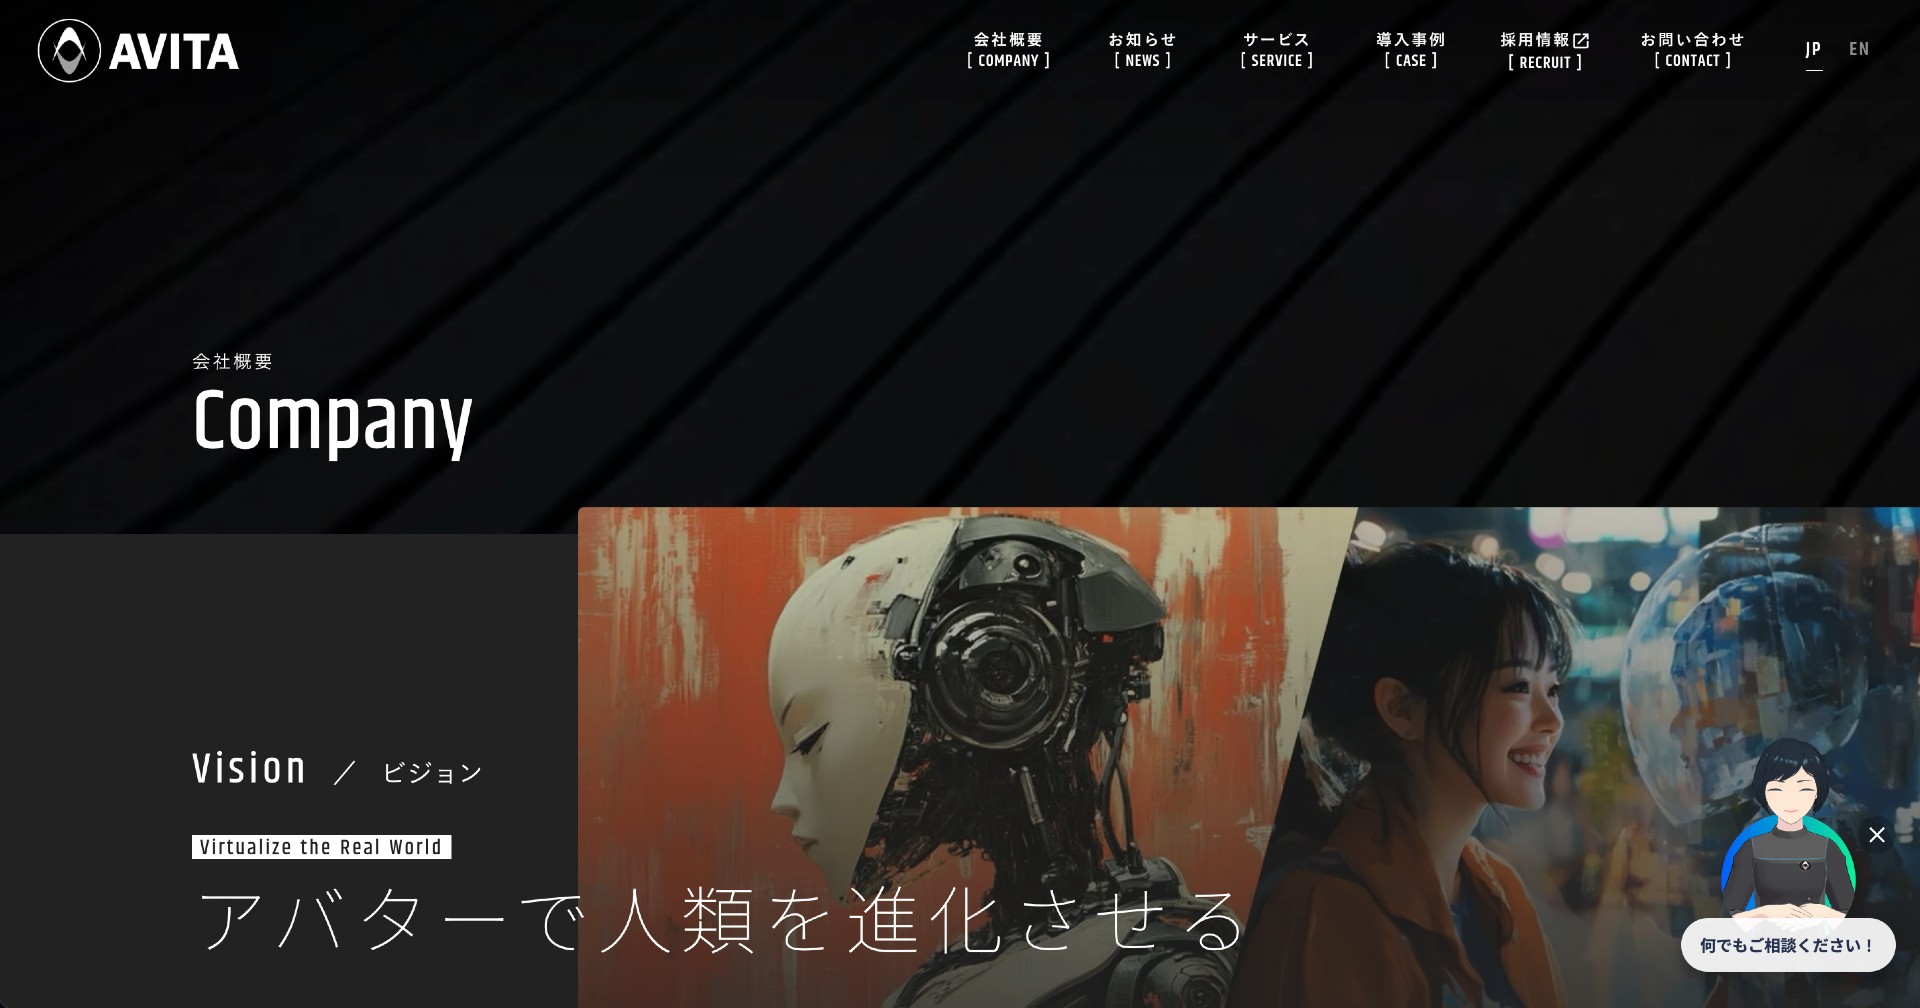 AVITA
会社概要
[ COMPANY ]
お知らせ
[ NEWS ]
サービス
[ SERVICE ]
導入事例
[ CASE ]
採用情報
[ RECRUIT ]
お問い合わせ
[ CONTACT ]
JP
EN
会社概要
Company
Vision ／ ビジョン
Virtualize the Real World
アバターで人類を進化させる
何でもご相談ください！